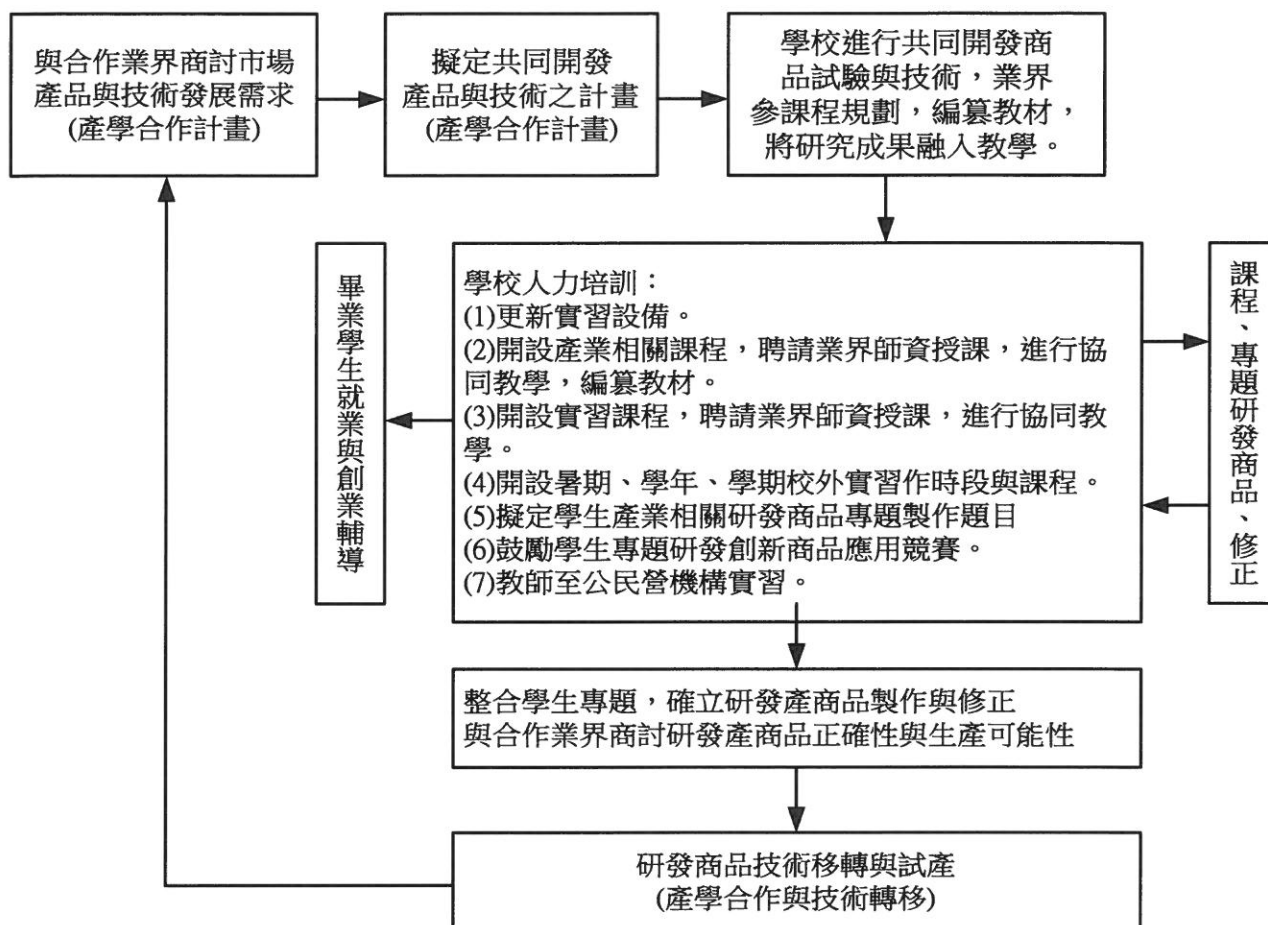 與合作業界商討市場
產品與技術發展需求
(產學合作計畫)
擬定共同開發
產品與技術之計畫
(產學合作計畫)
學校進行共同開發商
品試驗與技術，業界
參課程規劃，編篡教材，
將研究成果融入教學。
畢業學生就業與創業輔導
學校人力培訓：
(1)更新實習設備。
(2)開設產業相關課程，聘請業界師資授課，進行協
同教學，編篡教材。
(3)開設實習課程，聘請業界師資授課，進行協同教
學。
(4)開設暑期、學年、學期校外實習作時段與課程。
(5)擬定學生產業相關研發商品專題製作題目
(6)鼓勵學生專題研發創新商品應用競賽。
(7)教師至公民營機構實習。
課程、專題研發商品、修正
整合學生專題，確立研發產商品製作與修正
與合作業界商討研發產商品正確性與生產可能性
研發商品技術移轉與試產
(產學合作與技術轉移)